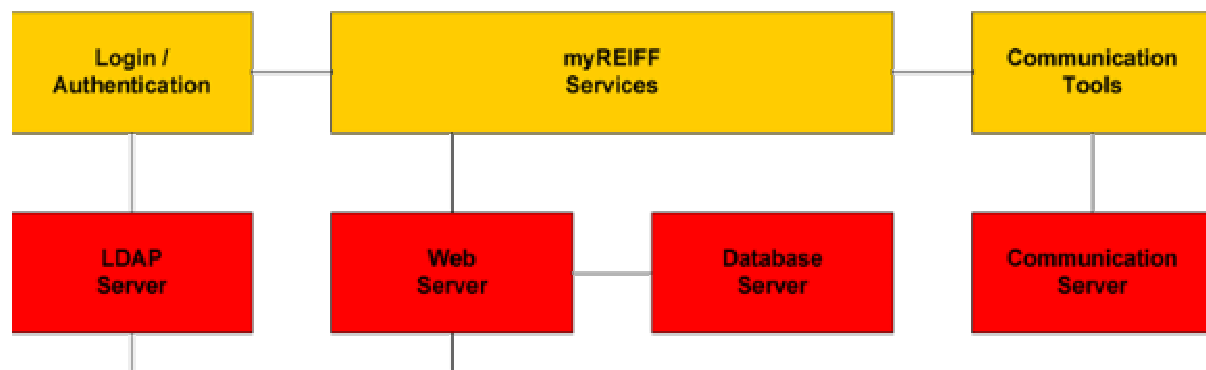 Login /
Authentication
myREIFF
Services
Communication
Tools
LDAP
Server
Web
Server
Database
Server
Communication
Server